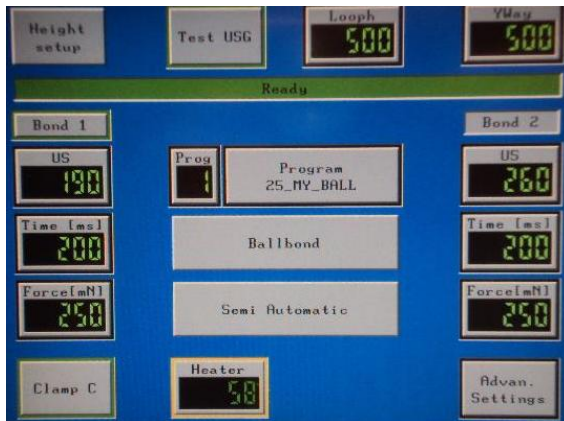 Height setup
Test USG
Looph
500
YWay
500
Ready
Bond 1
Bond 2
US
190
Prog
1
Program
25_MY_BALL
US
260
Time [ms]
200
Ballbond
Time [ms]
200
Force[mN]
250
Semi Automatic
Force[mN]
250
Clamp C
Heater
58
Advan.
Settings